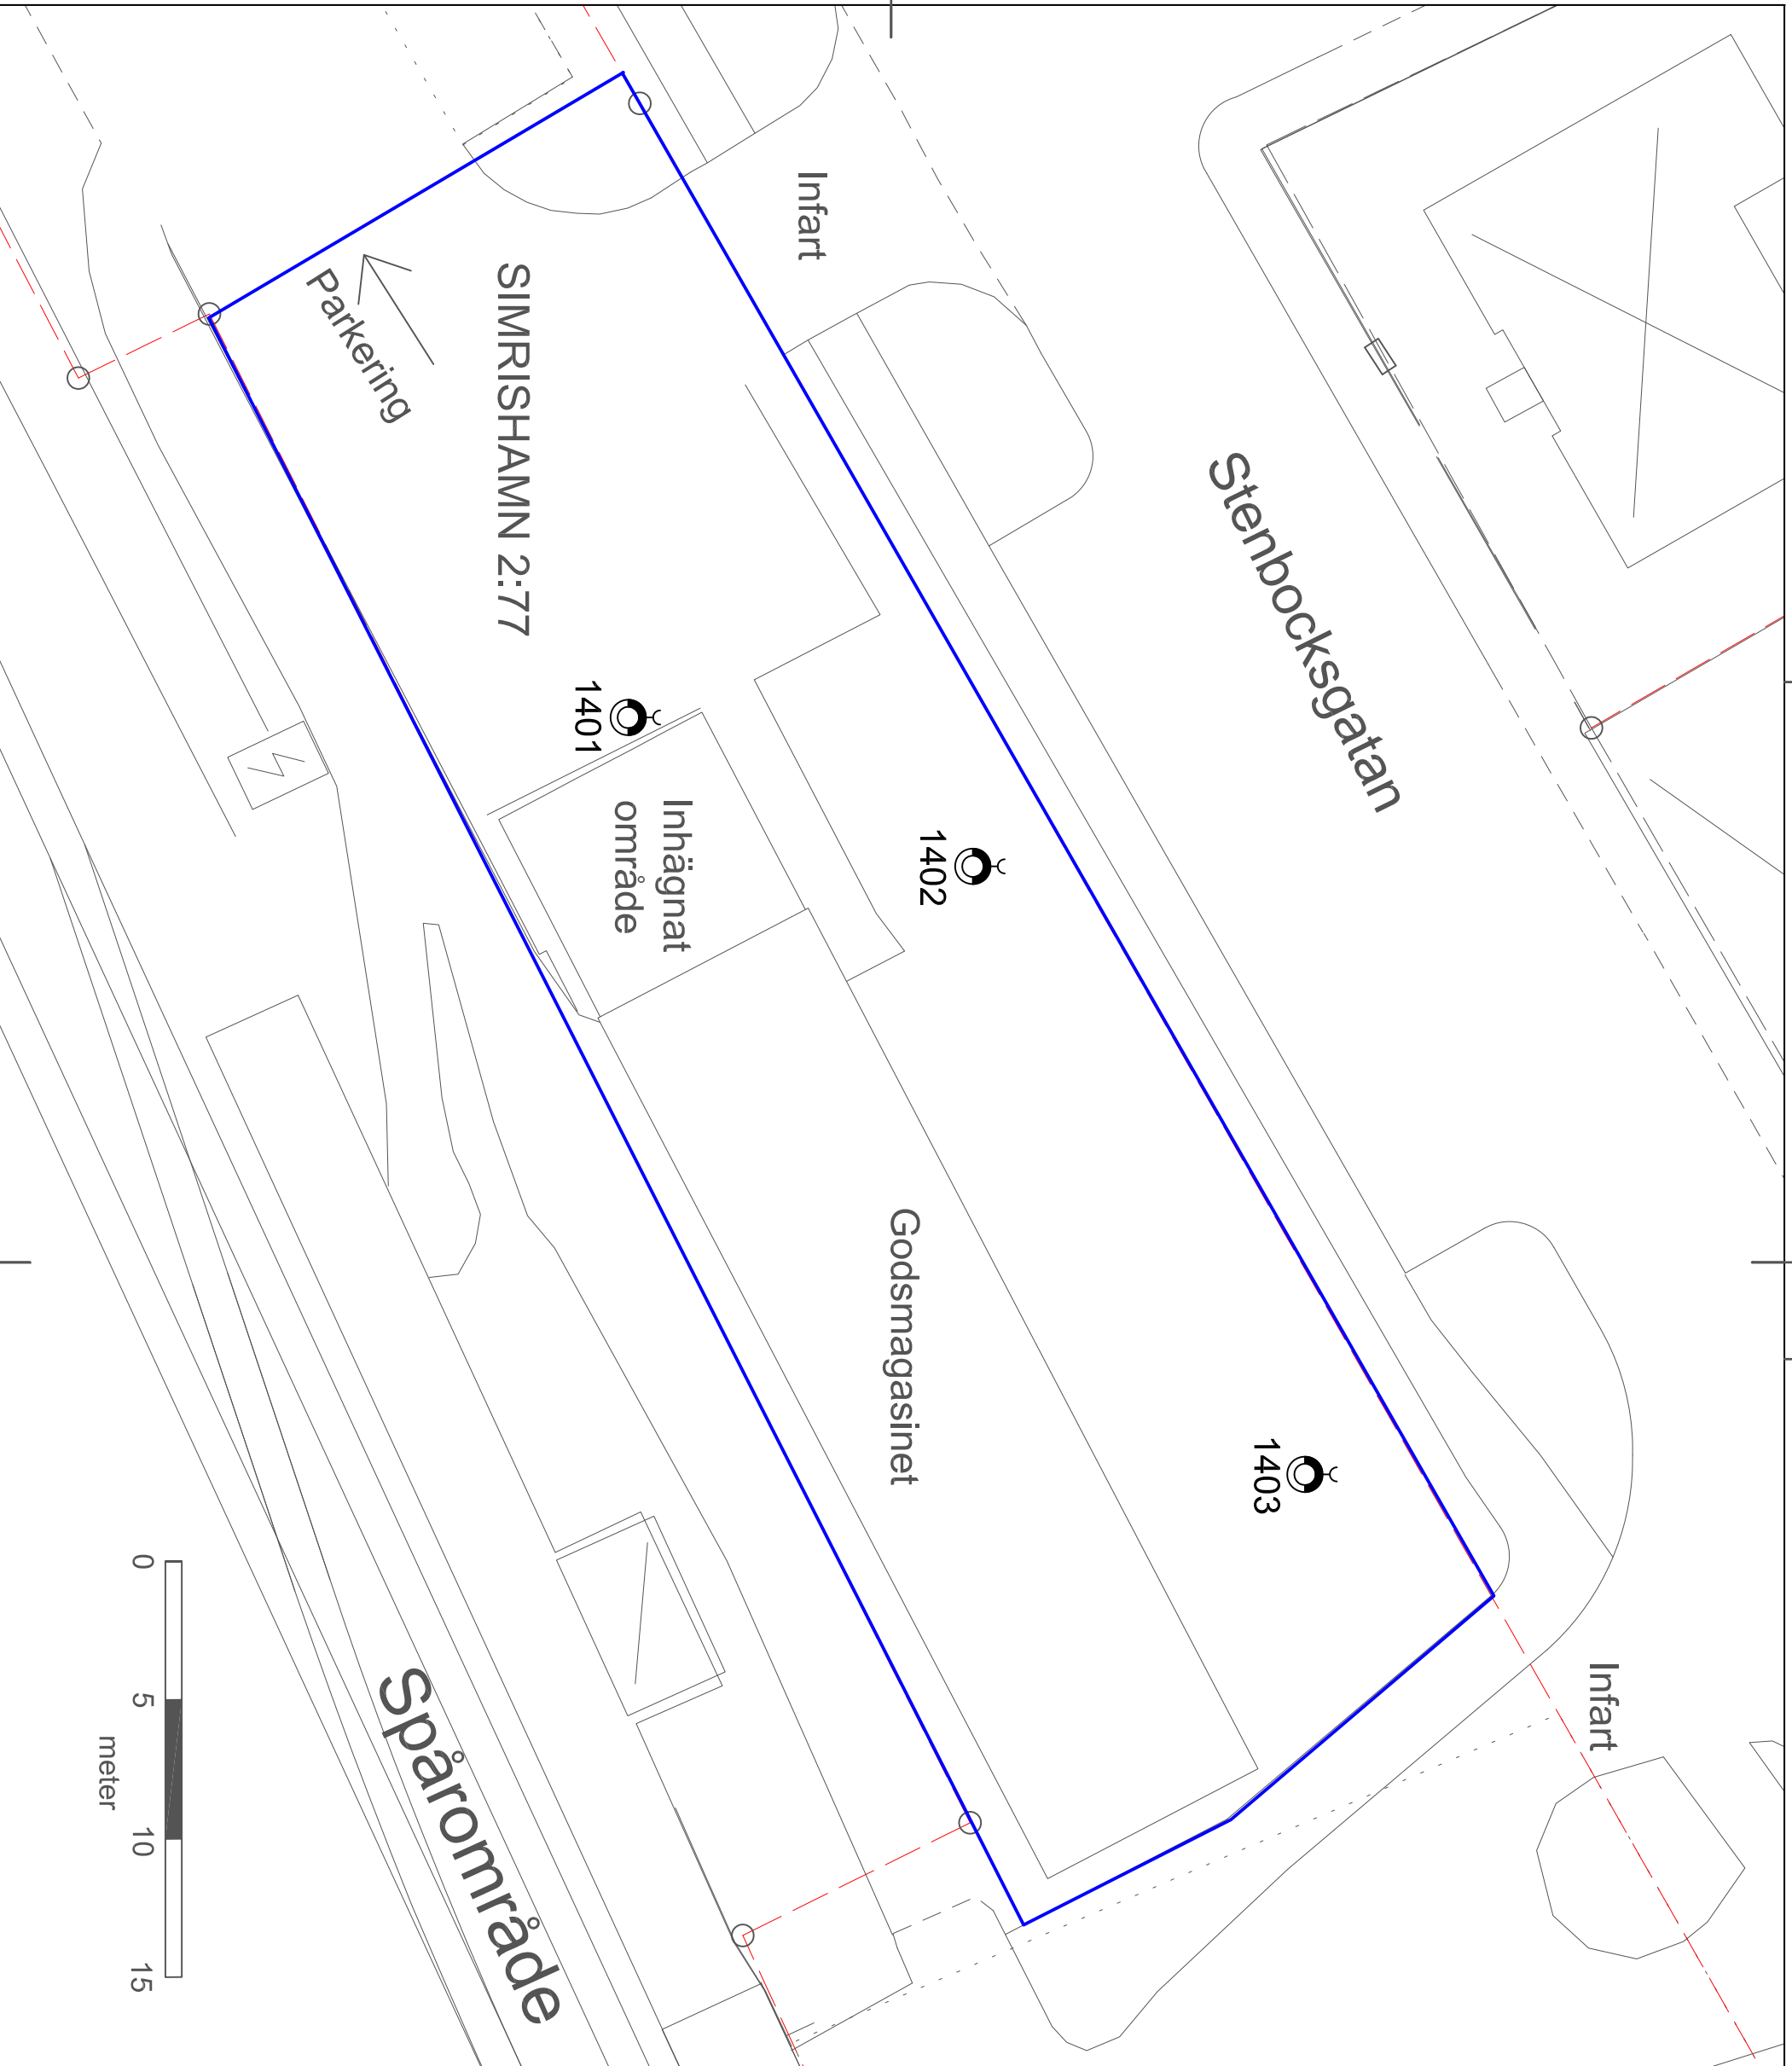 Infart
Stenbocksgatan
SIMRISHAMN 2:77
Parkering
1401
1402
Inhägnat
område
Godsmagasinet
1403
Infart
Spårområde
0 5 10 15
meter